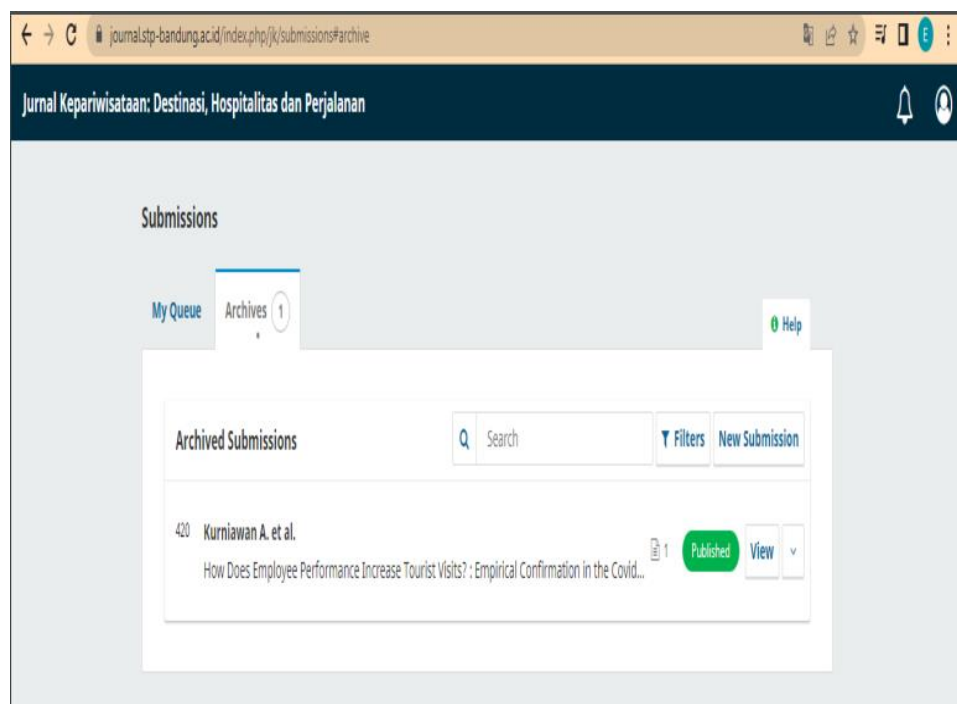 journal.stp-bandung.ac.id/index.php/jk/submissions#archive
E
Jurnal Kepariwisataan: Destinasi, Hospitalitas dan Perjalanan
Submissions
My Queue Archives 1
Help
Archived Submissions Search Filters New Submission
420 Kurniawan A. et al. 1 Published View
How Does Employee Performance Increase Tourist Visits? : Empirical Confirmation in the Covid...